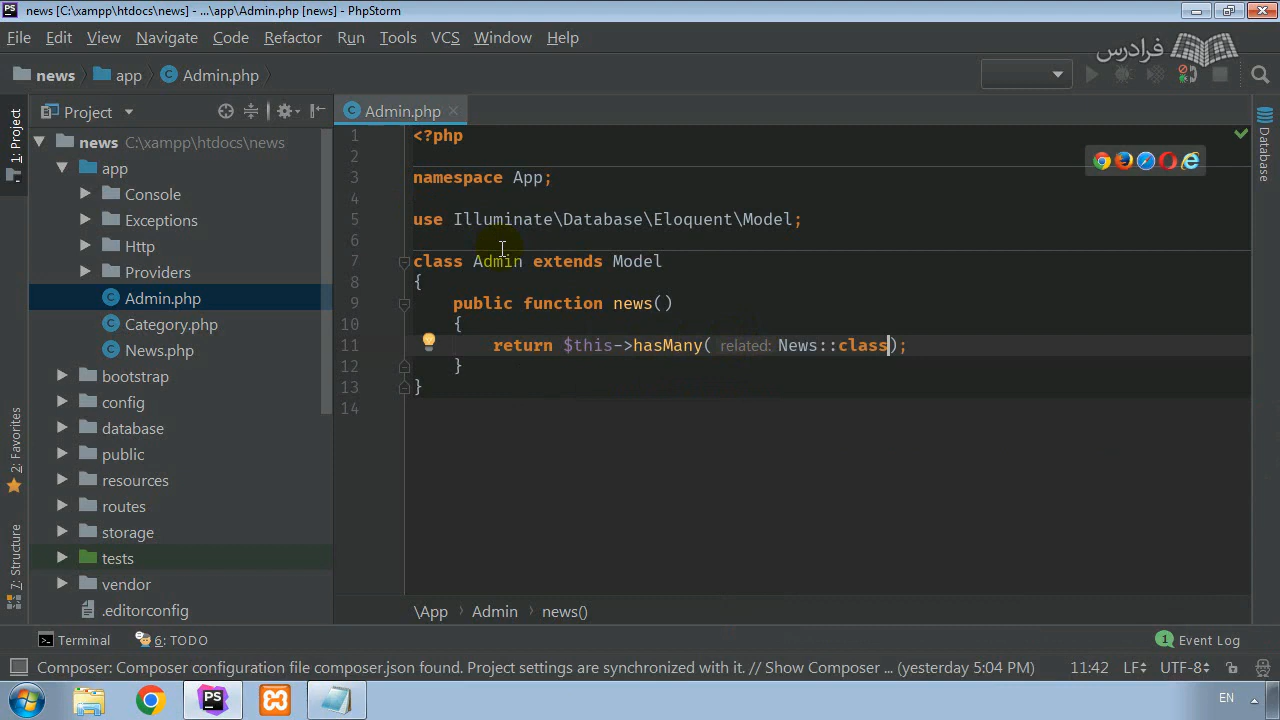 news [C:\xampp\htdocs\news] - ...\app\Admin.php [news] - PhpStorm
File Edit View Navigate Code Refactor Run Tools VCS Window Help
فرادرس
news app Admin.php
1: Project
Project
Admin.php
news C:\xampp\htdocs\news
app
Console
Exceptions
Http
Providers
Admin.php
Category.php
News.php
bootstrap
config
database
public
resources
routes
storage
tests
vendor
.editorconfig
2: Favorites
7: Structure
1 <?php
2
3 namespace App;
4
5 use Illuminate\Database\Eloquent\Model;
6
7 class Admin extends Model
8 {
9 public function news()
10 {
11 return $this->hasMany( related: News::class);
12 }
13 }
14
Database
\App Admin news()
Terminal 6: TODO 1 Event Log
Composer: Composer configuration file composer.json found. Project settings are synchronized with it. // Show Composer ... (yesterday 5:04 PM) 11:42 LF UTF-8
PS EN